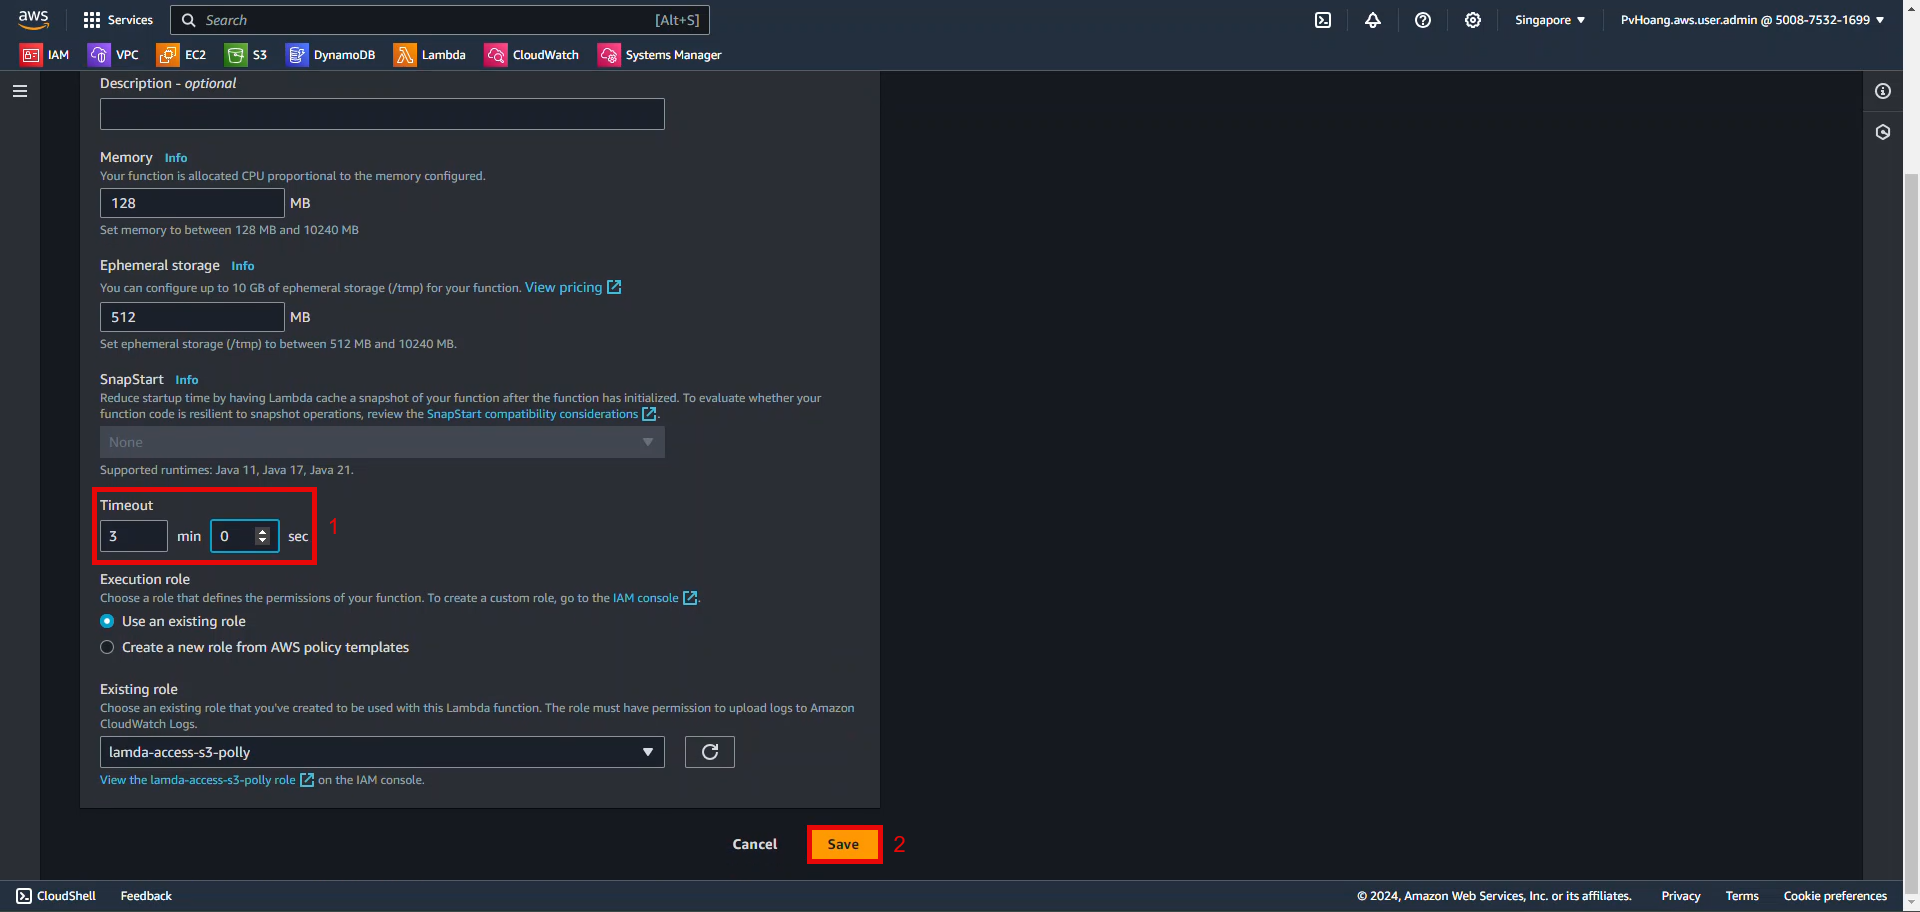 aws
Services
Search
[Alt+S]
Singapore
PvHoang.aws.user.admin @ 5008-7532-1699
IAM
VPC
EC2
S3
DynamoDB
Lambda
CloudWatch
Systems Manager
Description - optional
Memory Info
Your function is allocated CPU proportional to the memory configured.
128 MB
Set memory to between 128 MB and 10240 MB
Ephemeral storage Info
You can configure up to 10 GB of ephemeral storage (/tmp) for your function. View pricing
512 MB
Set ephemeral storage (/tmp) to between 512 MB and 10240 MB.
SnapStart Info
Reduce startup time by having Lambda cache a snapshot of your function after the function has initialized. To evaluate whether your
function code is resilient to snapshot operations, review the SnapStart compatibility considerations.
None
Supported runtimes: Java 11, Java 17, Java 21.
Timeout
3 min 0 sec
1
Execution role
Choose a role that defines the permissions of your function. To create a custom role, go to the IAM console.
Use an existing role
Create a new role from AWS policy templates
Existing role
Choose an existing role that you've created to be used with this Lambda function. The role must have permission to upload logs to Amazon
CloudWatch Logs.
lamda-access-s3-polly
View the lamda-access-s3-polly role on the IAM console.
Cancel
Save
2
CloudShell
Feedback
© 2024, Amazon Web Services, Inc. or its affiliates.
Privacy
Terms
Cookie preferences